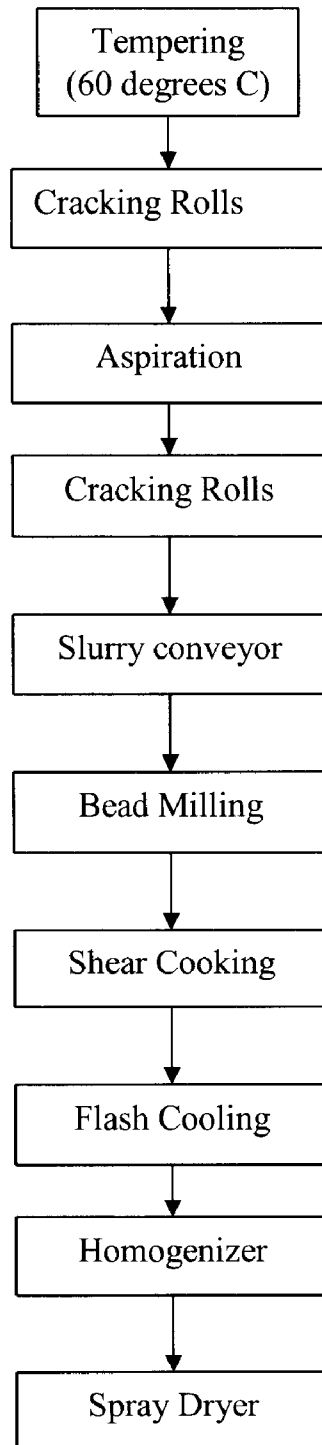 Tempering
(60 degrees C)
Cracking Rolls
Aspiration
Cracking Rolls
Slurry conveyor
Bead Milling
Shear Cooking
Flash Cooling
Homogenizer
Spray Dryer